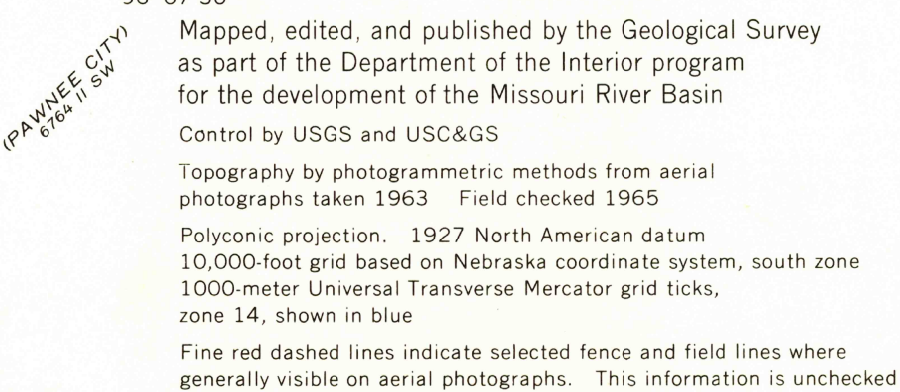 (PAWNEE CITY)
6764 II SW
Mapped, edited, and published by the Geological Survey
as part of the Department of the Interior program
for the development of the Missouri River Basin
Control by USGS and USC&GS
Topography by photogrammetric methods from aerial
photographs taken 1963 Field checked 1965
Polyconic projection. 1927 North American datum
10,000-foot grid based on Nebraska coordinate system, south zone
1000-meter Universal Transverse Mercator grid ticks,
zone 14, shown in blue
Fine red dashed lines indicate selected fence and field lines where
generally visible on aerial photographs. This information is unchecked